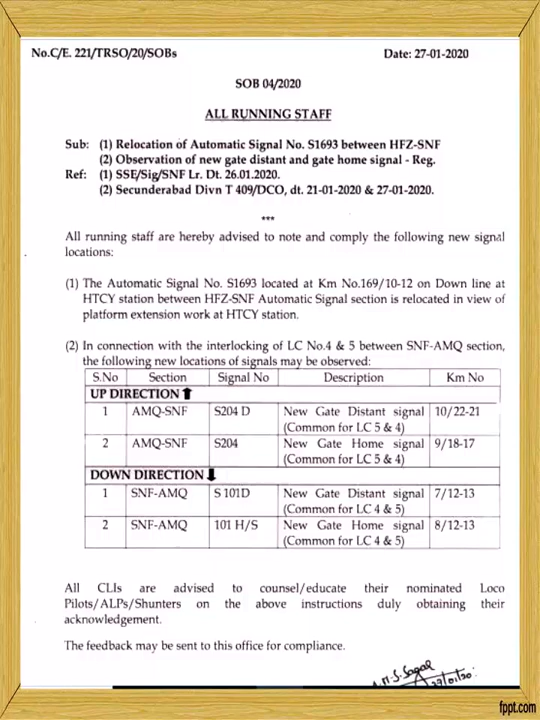 No.C/E. 221/TRSO/20/SOBs Date: 27-01-2020
SOB 04/2020
ALL RUNNING STAFF
Sub: (1) Relocation of Automatic Signal No. S1693 between HFZ-SNF
(2) Observation of new gate distant and gate home signal - Reg.
Ref: (1) SSE/Sig/SNF Lr. Dt. 26.01.2020.
(2) Secunderabad Divn T 409/DCO, dt. 21-01-2020 & 27-01-2020.
***
All running staff are hereby advised to note and comply the following new signal
locations:
(1) The Automatic Signal No. S1693 located at Km No.169/10-12 on Down line at
HTCY station between HFZ-SNF Automatic Signal section is relocated in view of
platform extension work at HTCY station.
(2) In connection with the interlocking of LC No.4 & 5 between SNF-AMQ section,
the following new locations of signals may be observed:
S.No Section Signal No Description Km No
UP DIRECTION
1 AMQ-SNF S204 D New Gate Distant signal 10/22-21
(Common for LC 5 & 4)
2 AMQ-SNF S204 New Gate Home signal 9/18-17
(Common for LC 5 & 4)
DOWN DIRECTION
1 SNF-AMQ S 101D New Gate Distant signal 7/12-13
(Common for LC 4 & 5)
2 SNF-AMQ 101 H/S New Gate Home signal 8/12-13
(Common for LC 4 & 5)
All CLIs are advised to counsel/educate their nominated Loco
Pilots/ALPs/Shunters on the above instructions duly obtaining their
acknowledgement.
The feedback may be sent to this office for compliance.
fppt.com